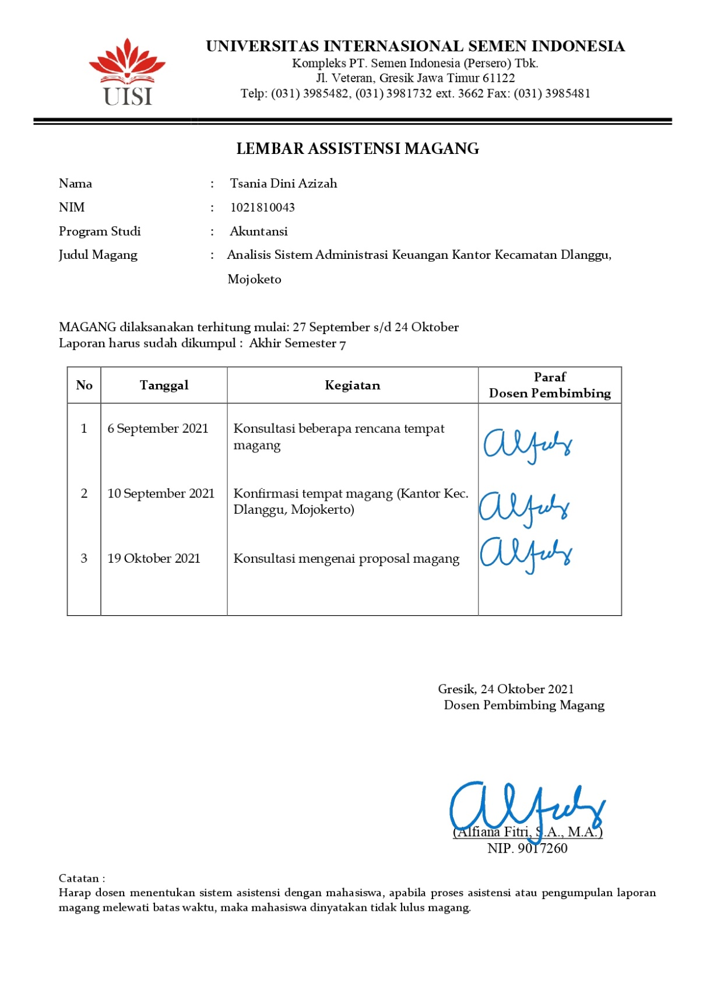 UISI
UNIVERSITAS INTERNASIONAL SEMEN INDONESIA
Kompleks PT. Semen Indonesia (Persero) Tbk.
Jl. Veteran, Gresik Jawa Timur 61122
Telp: (031) 3985482, (031) 3981732 ext. 3662 Fax: (031) 3985481
LEMBAR ASSISTENSI MAGANG
Nama : Tsania Dini Azizah
NIM : 1021810043
Program Studi : Akuntansi
Judul Magang : Analisis Sistem Administrasi Keuangan Kantor Kecamatan Dlanggu,
Mojoketo
MAGANG dilaksanakan terhitung mulai: 27 September s/d 24 Oktober
Laporan harus sudah dikumpul : Akhir Semester 7
No Tanggal Kegiatan Paraf
Dosen Pembimbing
1 6 September 2021 Konsultasi beberapa rencana tempat
magang
2 10 September 2021 Konfirmasi tempat magang (Kantor Kec.
Dlanggu, Mojokerto)
3 19 Oktober 2021 Konsultasi mengenai proposal magang
Gresik, 24 Oktober 2021
Dosen Pembimbing Magang
(Alfiana Fitri, S.A., M.A.)
NIP. 9017260
Catatan :
Harap dosen menentukan sistem asistensi dengan mahasiswa, apabila proses asistensi atau pengumpulan laporan
magang melewati batas waktu, maka mahasiswa dinyatakan tidak lulus magang.